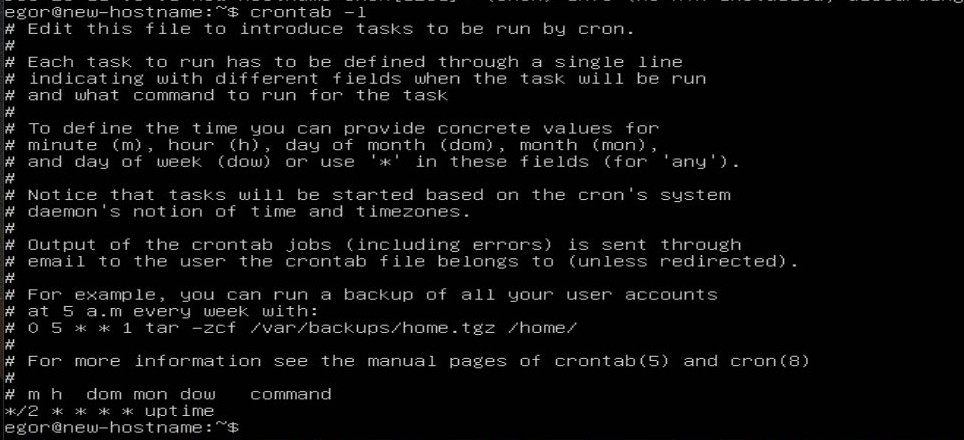 egor@new-hostname:~$ crontab -l
# Edit this file to introduce tasks to be run by cron.
#
# Each task to run has to be defined through a single line
# indicating with different fields when the task will be run
# and what command to run for the task
#
# To define the time you can provide concrete values for
# minute (m), hour (h), day of month (dom), month (mon),
# and day of week (dow) or use '*' in these fields (for 'any').
#
# Notice that tasks will be started based on the cron's system
# daemon's notion of time and timezones.
#
# Output of the crontab jobs (including errors) is sent through
# email to the user the crontab file belongs to (unless redirected).
#
# For example, you can run a backup of all your user accounts
# at 5 a.m every week with:
# 0 5 * * 1 tar -zcf /var/backups/home.tgz /home/
#
# For more information see the manual pages of crontab(5) and cron(8)
#
# m h  dom mon dow   command
*/2 * * * * uptime
egor@new-hostname:~$